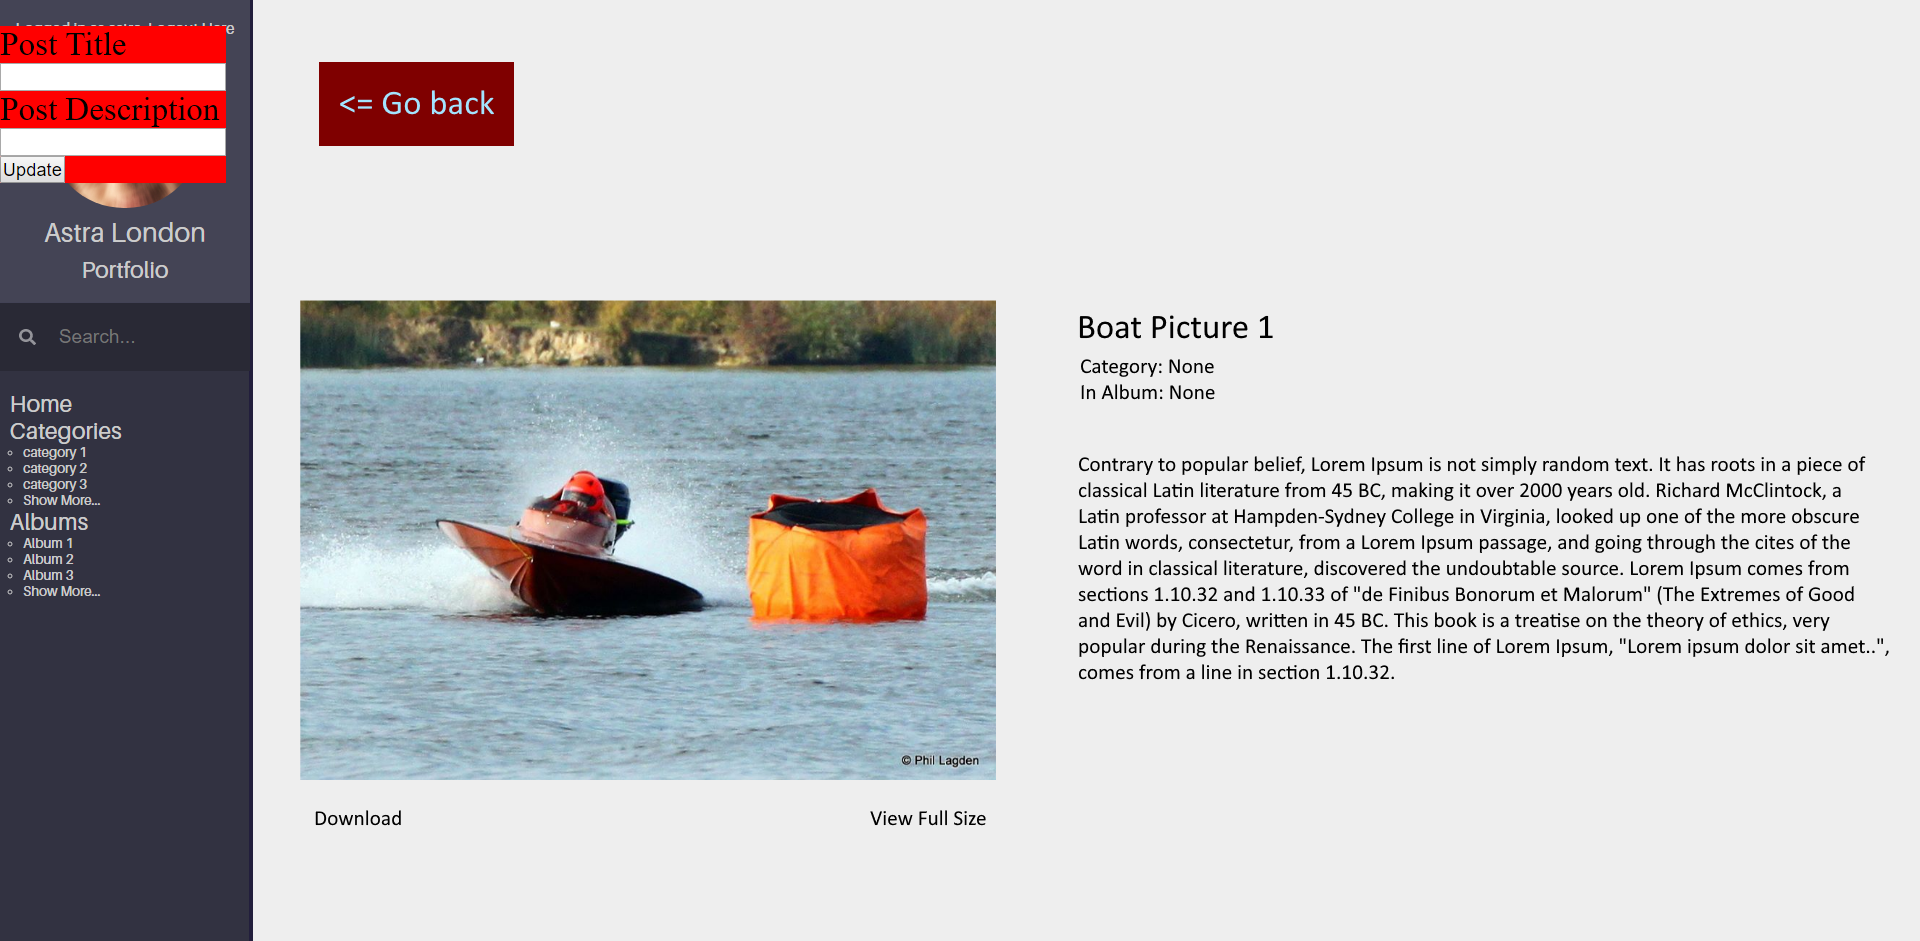 Here
Post Title
Post Description
Update
Astra London
Portfolio
Search...
Home
Categories
category 1
category 2
category 3
Show More...
Albums
Album 1
Album 2
Album 3
Show More...
<= Go back
© Phil Lagden
Download
View Full Size
Boat Picture 1
Category: None
In Album: None
Contrary to popular belief, Lorem Ipsum is not simply random text. It has roots in a piece of
classical Latin literature from 45 BC, making it over 2000 years old. Richard McClintock, a
Latin professor at Hampden-Sydney College in Virginia, looked up one of the more obscure
Latin words, consectetur, from a Lorem Ipsum passage, and going through the cites of the
word in classical literature, discovered the undoubtable source. Lorem Ipsum comes from
sections 1.10.32 and 1.10.33 of "de Finibus Bonorum et Malorum" (The Extremes of Good
and Evil) by Cicero, written in 45 BC. This book is a treatise on the theory of ethics, very
popular during the Renaissance. The first line of Lorem Ipsum, "Lorem ipsum dolor sit amet..",
comes from a line in section 1.10.32.